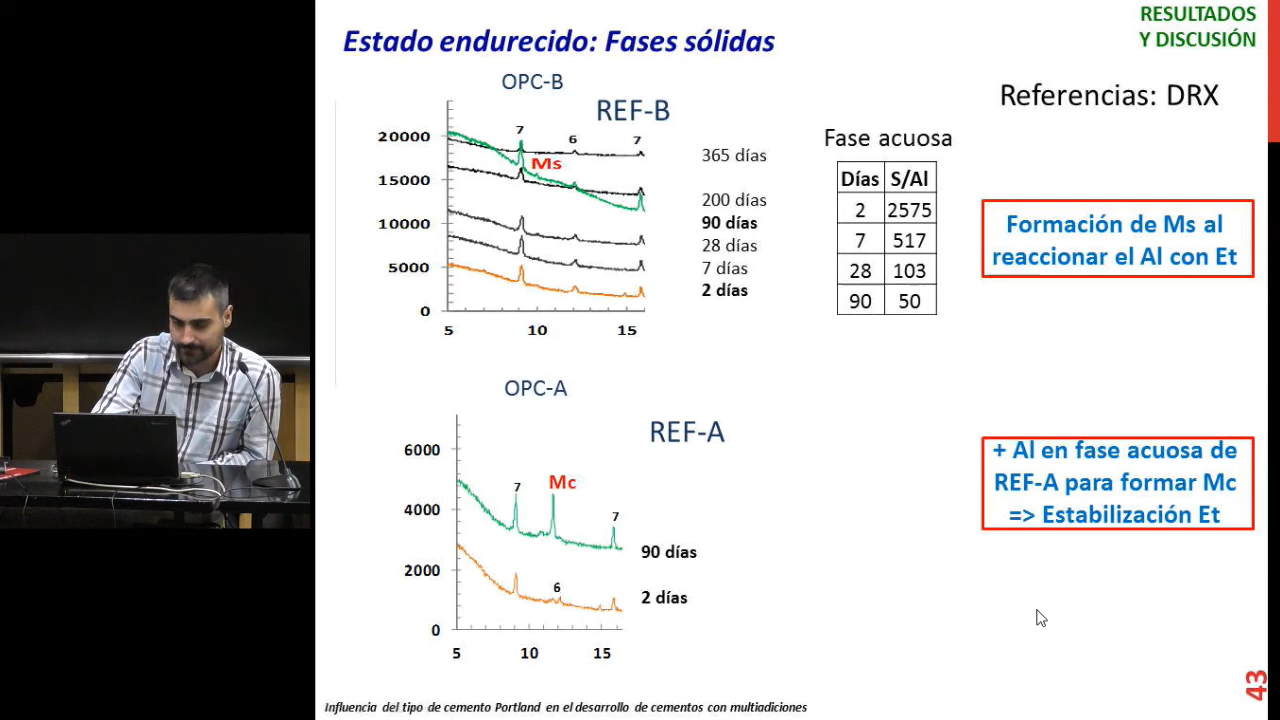 RESULTADOS
Y DISCUSIÓN
Estado endurecido: Fases sólidas
OPC-B
REF-B
Referencias: DRX
20000
15000
10000
5000
0
5
10
15
7
6
7
Ms
365 días
200 días
90 días
28 días
7 días
2 días
Fase acuosa
Días S/Al
2 2575
7 517
28 103
90 50
Formación de Ms al
reaccionar el Al con Et
OPC-A
REF-A
6000
4000
2000
0
5
10
15
7
Mc
7
6
90 días
2 días
+ Al en fase acuosa de
REF-A para formar Mc
=> Estabilización Et
Influencia del tipo de cemento Portland en el desarrollo de cementos con multiadiciones
43